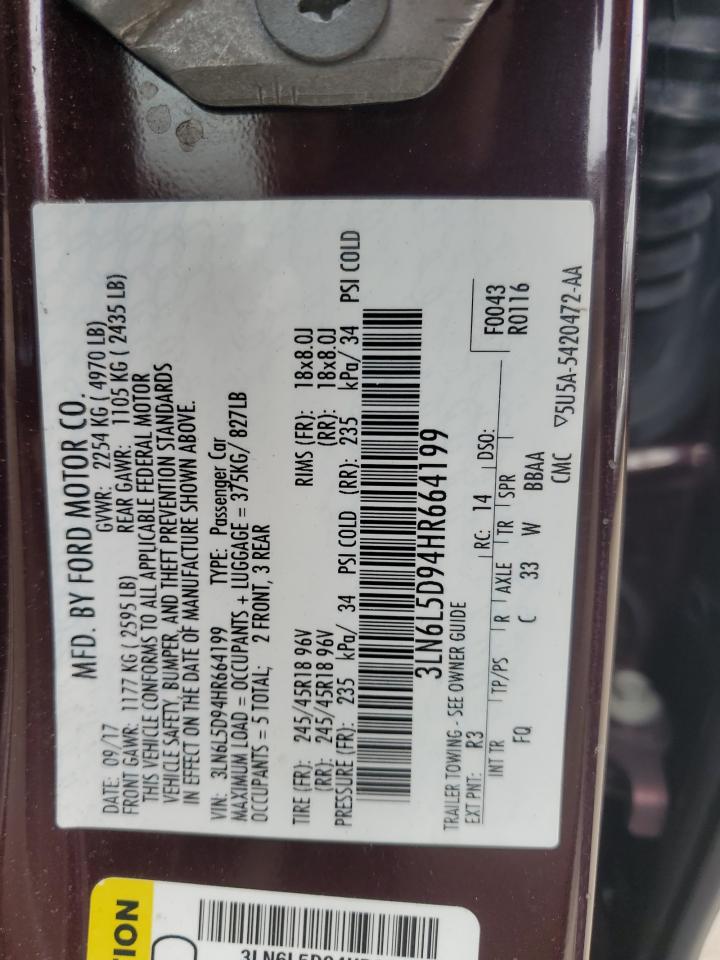 MFD. BY FORD MOTOR CO.
DATE: 09/17 GVWR: 2254 KG ( 4970 LB)
FRONT GAWR: 1177 KG ( 2595 LB) REAR GAWR: 1105 KG ( 2435 LB)
THIS VEHICLE CONFORMS TO ALL APPLICABLE FEDERAL MOTOR
VEHICLE SAFETY, BUMPER, AND THEFT PREVENTION STANDARDS
IN EFFECT ON THE DATE OF MANUFACTURE SHOWN ABOVE.
VIN: 3LN6L5D94HR664199 TYPE: Passenger Car
MAXIMUM LOAD = OCCUPANTS + LUGGAGE = 375KG/ 827LB
OCCUPANTS = 5 TOTAL; 2 FRONT, 3 REAR
TIRE (FR): 245/45R18 96V RIMS (FR): 18x8.0J
(RR): 245/45R18 96V (RR): 18x8.0J
PRESSURE (FR): 235 kPa/ 34 PSI COLD (RR): 235 kPa/ 34 PSI COLD
3LN6L5D94HR664199
TRAILER TOWING - SEE OWNER GUIDE
EXT PNT: R3 RC: 14 DSO: F0043
R0116
INT TR TP/PS R AXLE TR SPR
FQ C 33 W BBAA
CMC ▽5U5A-5420472-AA